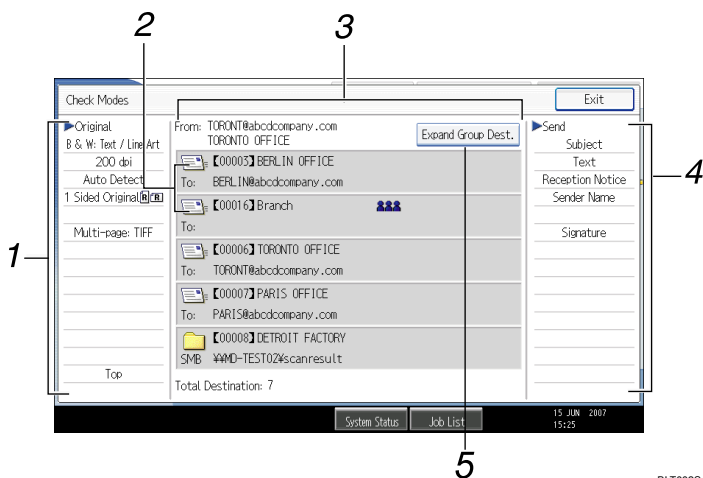 2
3
Check Modes
Exit
Original
B & W: Text / Line Art
200 dpi
Auto Detect
1 Sided Original
Multi-page: TIFF
Top
From: TORONT@abcdcompany.com
TORONTO OFFICE
Expand Group Dest.
【00005】BERLIN OFFICE
To: BERLIN@abcdcompany.com
【00016】Branch
To:
【00006】TORONTO OFFICE
To: TORONT@abcdcompany.com
【00007】PARIS OFFICE
To: PARIS@abcdcompany.com
【00008】DETROIT FACTORY
SMB ¥¥MD-TEST02¥scanresult
Total Destination: 7
Send
Subject
Text
Reception Notice
Sender Name
Signature
1
4
System Status
Job List
15 JUN 2007
15:25
5